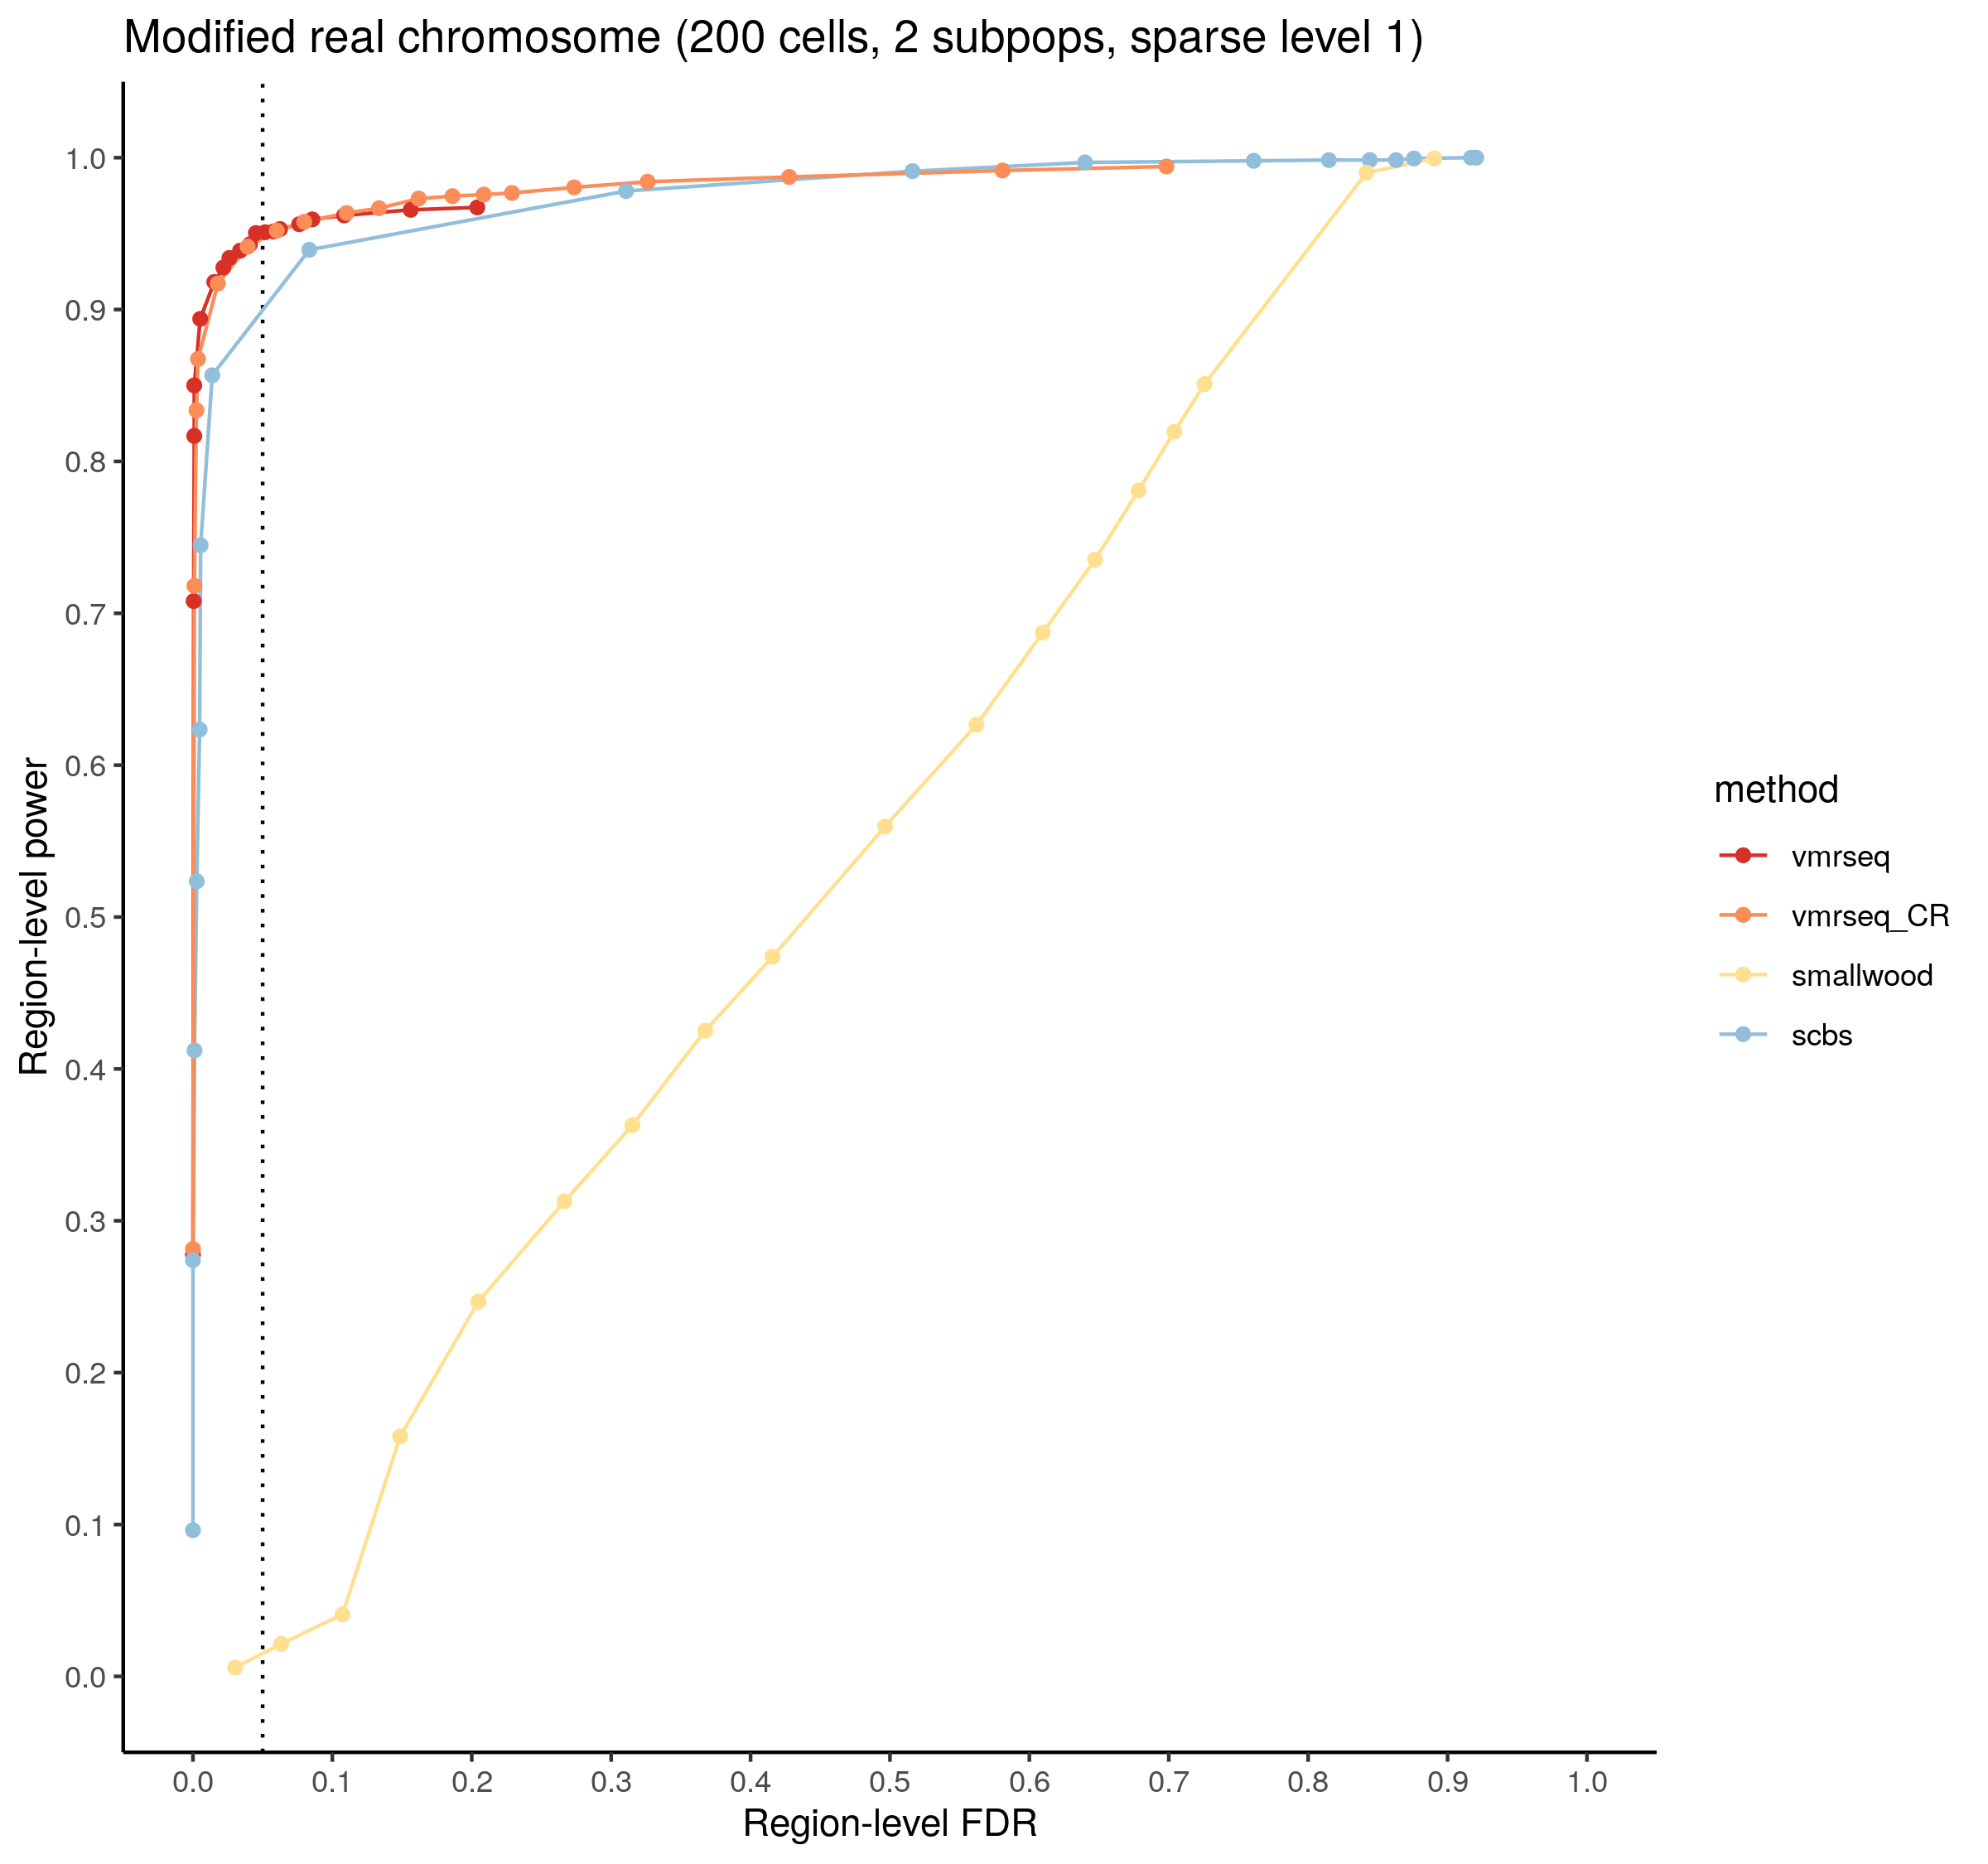 Modified real chromosome (200 cells, 2 subpops, sparse level 1)
Region-level power
1.0
0.9
0.8
0.7
0.6
0.5
0.4
0.3
0.2
0.1
0.0
0.0 0.1 0.2 0.3 0.4 0.5 0.6 0.7 0.8 0.9 1.0
Region-level FDR
method
vmrseq
vmrseq_CR
smallwood
scbs